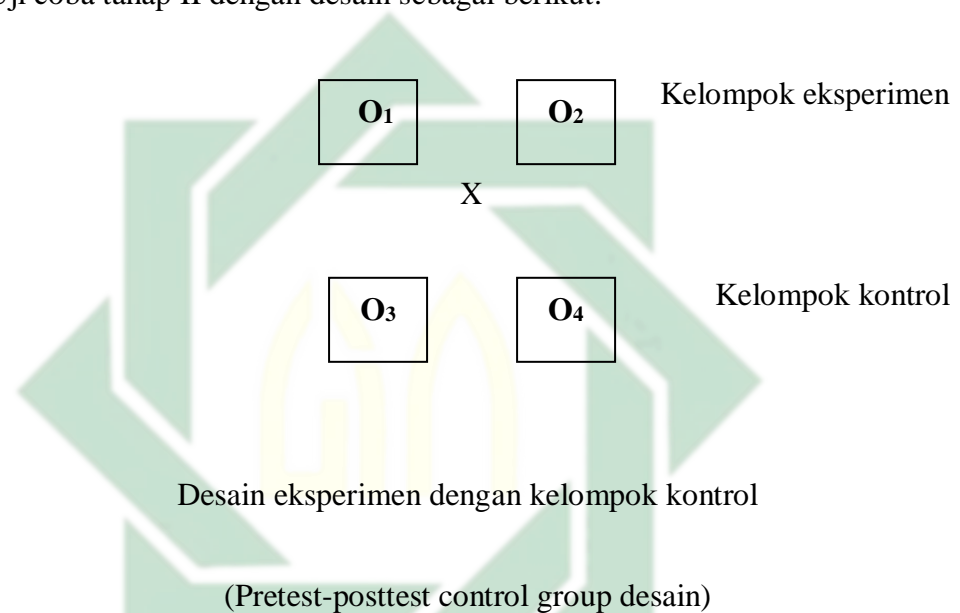 coba tahap II dengan desain sebagai berikut:
O1 O2 Kelompok eksperimen
X
O3 O4 Kelompok kontrol
Desain eksperimen dengan kelompok kontrol
(Pretest-posttest control group desain)